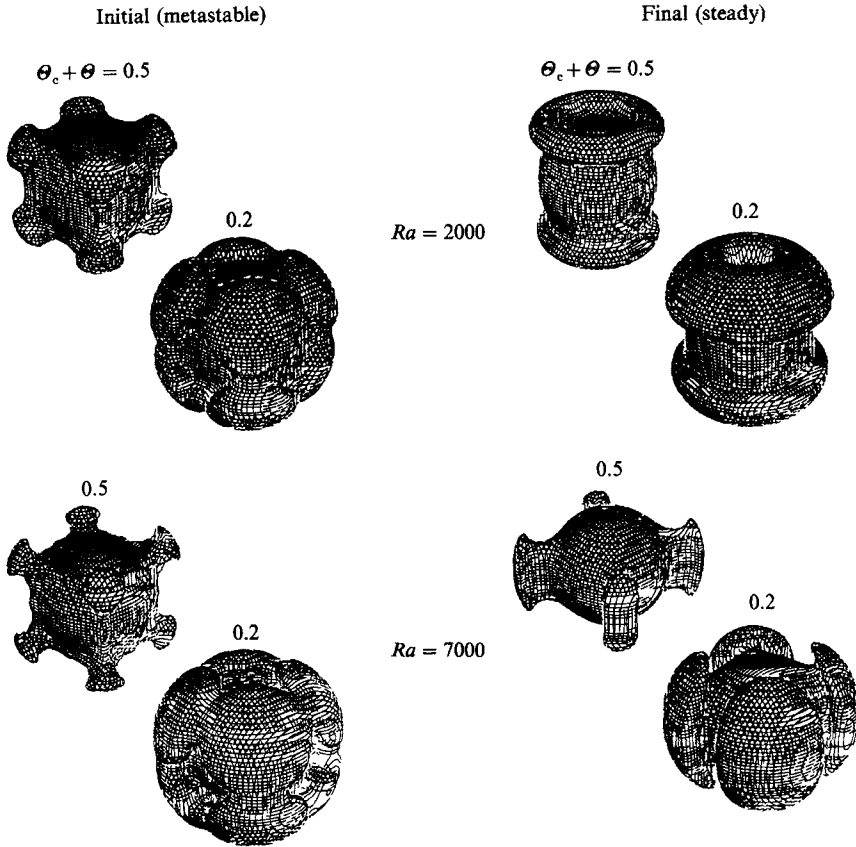 Initial (metastable)
Final (steady)
Θc + Θ = 0.5
Θc + Θ = 0.5
0.2
0.2
Ra = 2000
0.5
0.5
0.2
0.2
Ra = 7000